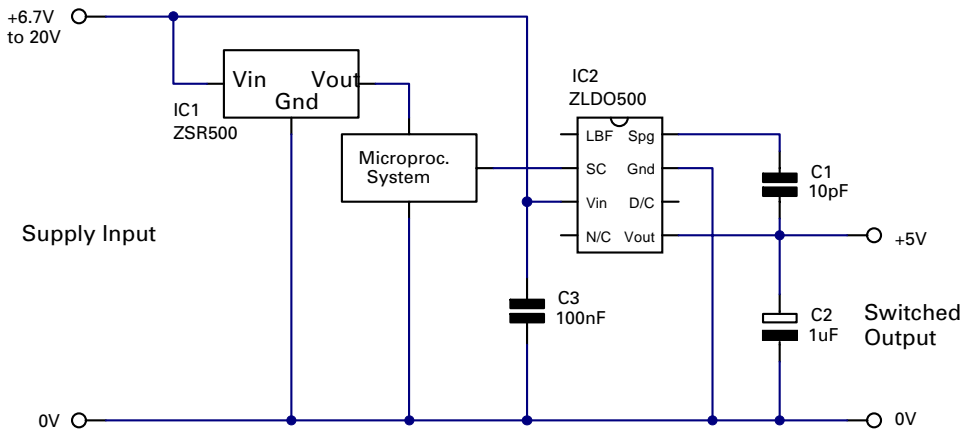 +6.7V
to 20V
Vin
Vout
Gnd
IC1
ZSR500
Microproc.
System
IC2
ZLDO500
LBF
Spg
SC
Gnd
Vin
D/C
N/C
Vout
C1
10pF
Supply Input
+5V
C3
100nF
C2
1uF
Switched
Output
0V
0V